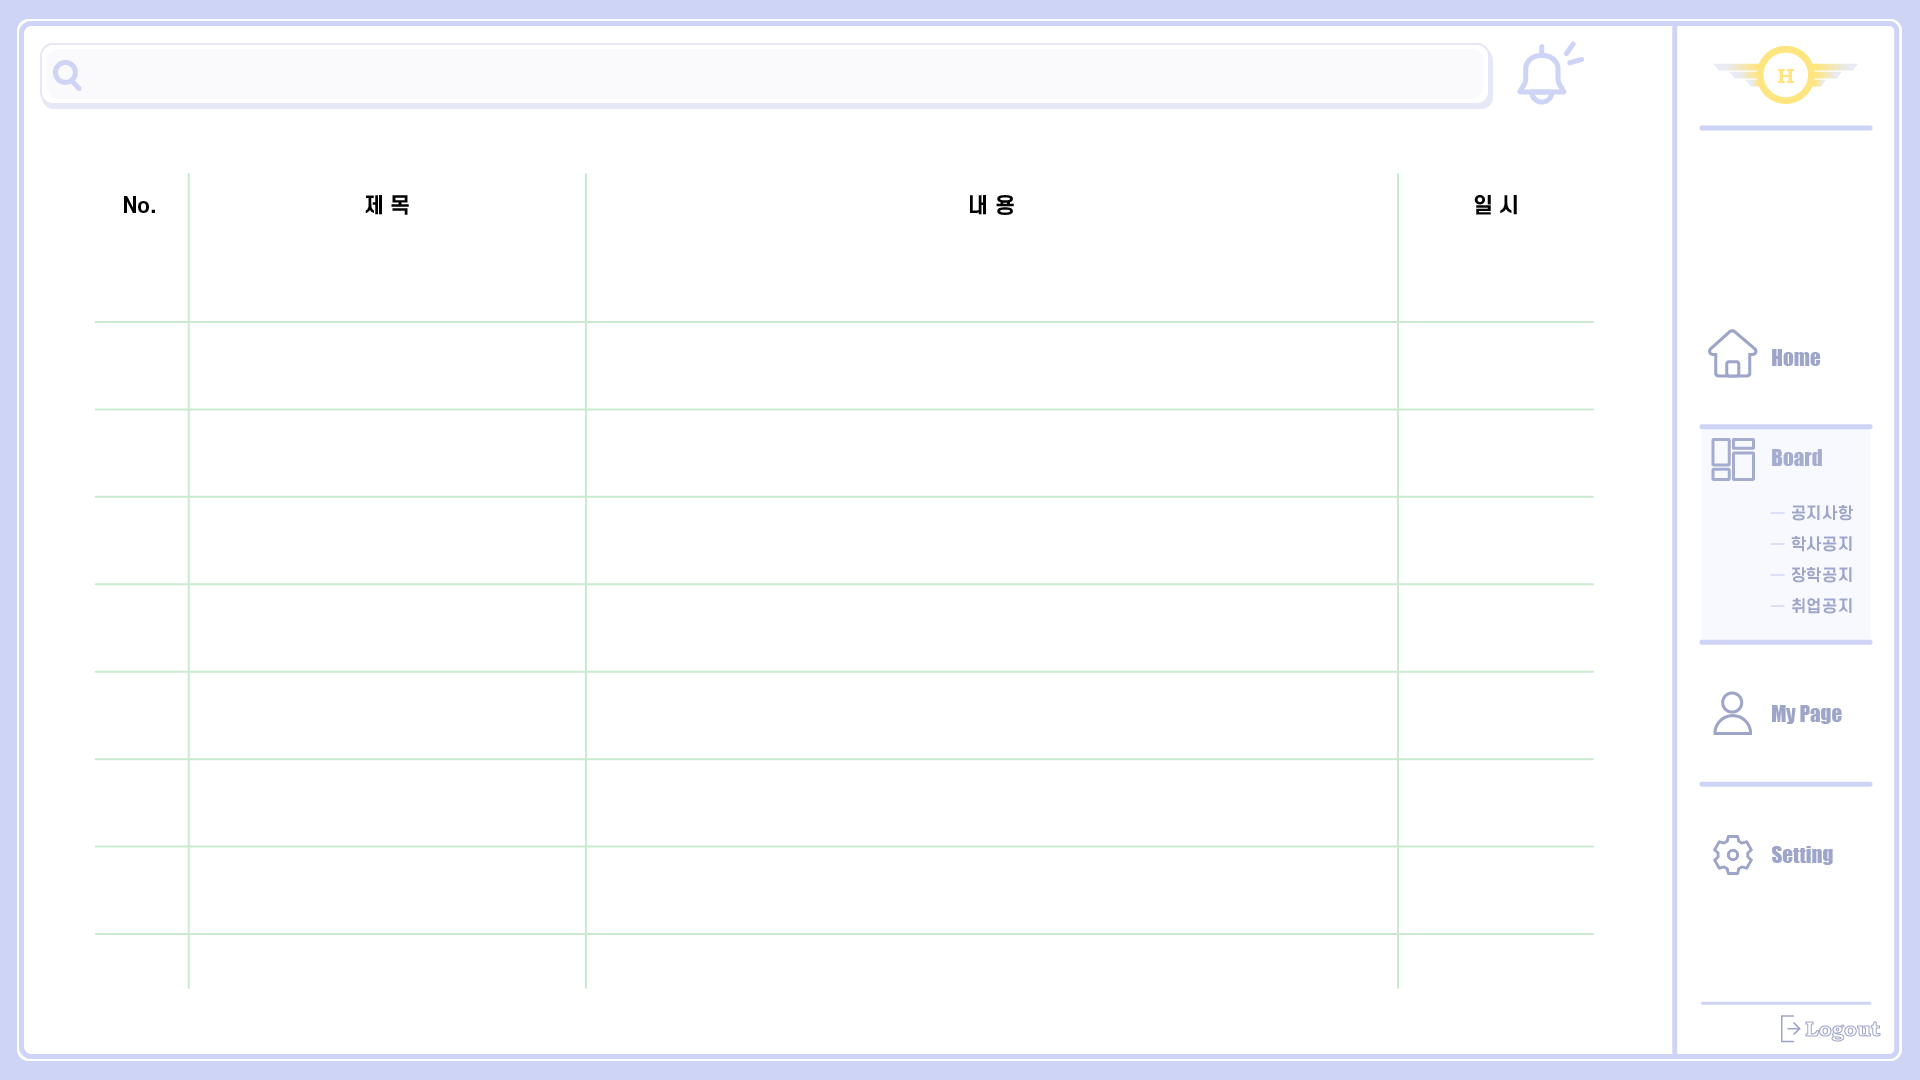 H
No. 제 목 내 용 일 시
Home
Board
공지사항
학사공지
장학공지
취업공지
My Page
Setting
Logout